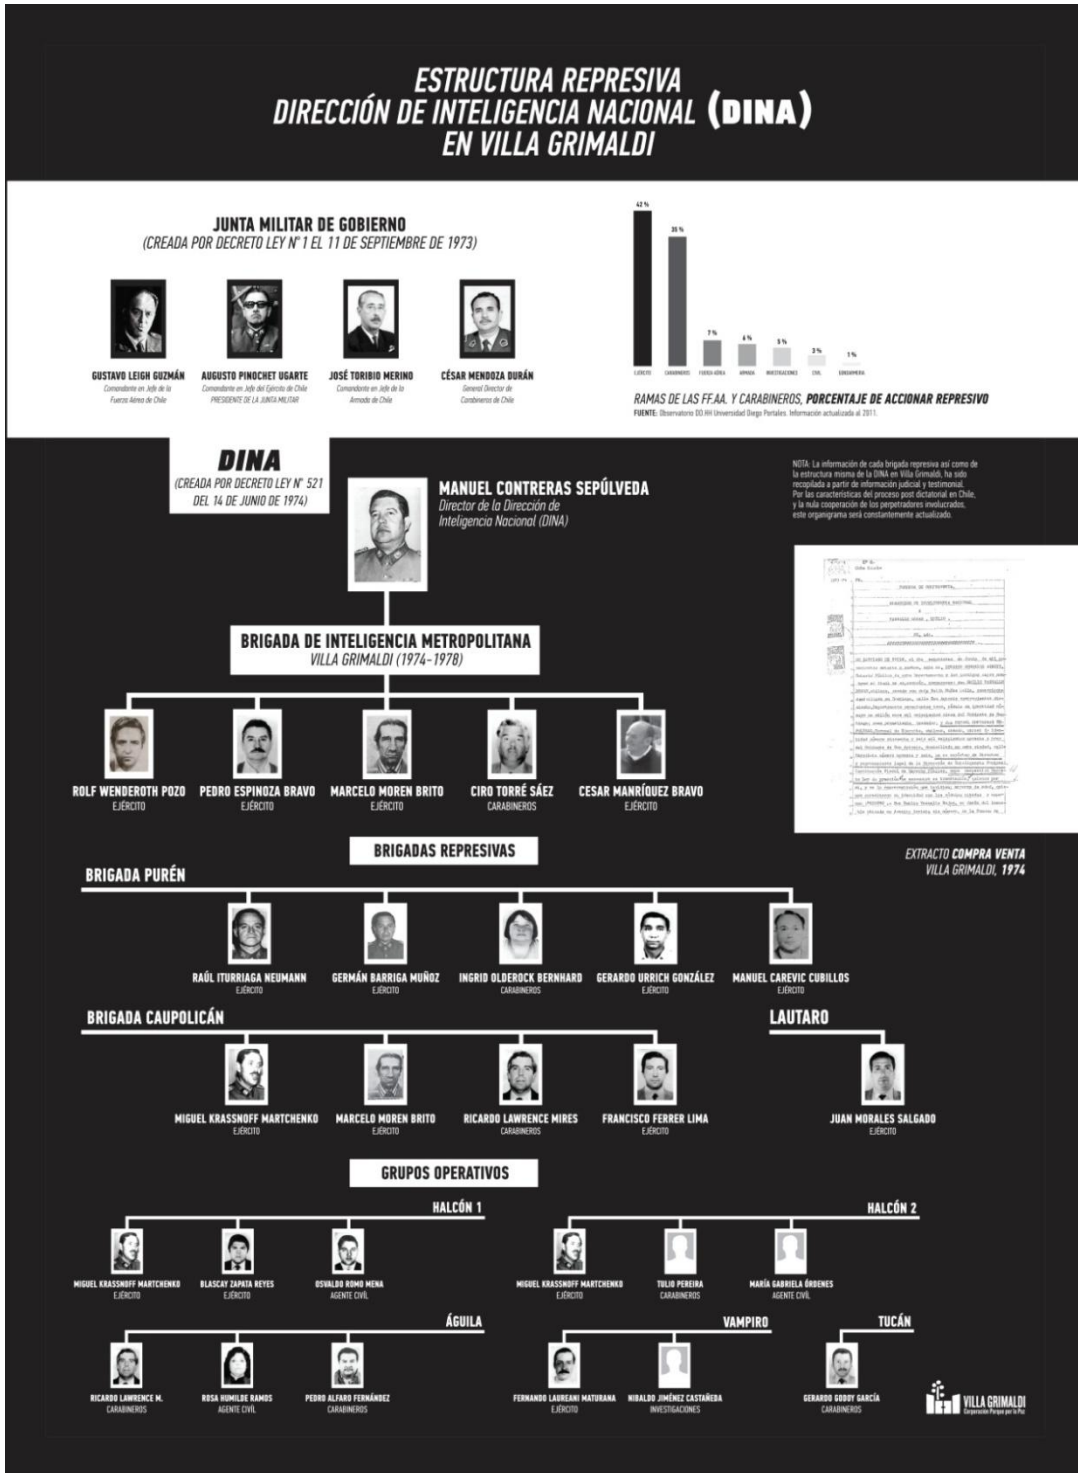 ESTRUCTURA REPRESIVA
DIRECCIÓN DE INTELIGENCIA NACIONAL (DINA)
EN VILLA GRIMALDI
JUNTA MILITAR DE GOBIERNO
(CREADA POR DECRETO LEY N° 1 EL 11 DE SEPTIEMBRE DE 1973)
GUSTAVO LEIGH GUZMÁN
Comandante en Jefe de la
Fuerza Aérea de Chile
AUGUSTO PINOCHET UGARTE
Comandante en Jefe del Ejército de Chile
PRESIDENTE DE LA JUNTA MILITAR
JOSÉ TORIBIO MERINO
Comandante en Jefe de la
Armada de Chile
CÉSAR MENDOZA DURÁN
General Director de
Carabineros de Chile
42 %
35 %
7 %
6 %
5 %
3 %
1 %
EJÉRCITO
CARABINEROS
FUERZA AÉREA
ARMADA
INVESTIGACIONES
CIVIL
GENDARMERIA
RAMAS DE LAS FF.AA. Y CARABINEROS, PORCENTAJE DE ACCIONAR REPRESIVO
FUENTE: Observatorio DD.HH Universidad Diego Portales. Información actualizada al 2011.
DINA
(CREADA POR DECRETO LEY N° 521
DEL 14 DE JUNIO DE 1974)
MANUEL CONTRERAS SEPÚLVEDA
Director de la Dirección de
Inteligencia Nacional (DINA)
NOTA: La información de cada brigada represiva así como de
la estructura misma de la DINA en Villa Grimaldi, ha sido
recopilada a partir de información judicial y testimonial.
Por las características del proceso post dictatorial en Chile,
y la nula cooperación de los perpetradores involucrados,
este organigrama será constantemente actualizado.
BRIGADA DE INTELIGENCIA METROPOLITANA
VILLA GRIMALDI (1974-1978)
ROLF WENDEROTH POZO
EJÉRCITO
PEDRO ESPINOZA BRAVO
EJÉRCITO
MARCELO MOREN BRITO
EJÉRCITO
CIRO TORRÉ SÁEZ
CARABINEROS
CESAR MANRÍQUEZ BRAVO
EJÉRCITO
EXTRACTO COMPRA VENTA
VILLA GRIMALDI, 1974
BRIGADAS REPRESIVAS
BRIGADA PURÉN
RAÚL ITURRIAGA NEUMANN
EJÉRCITO
GERMÁN BARRIGA MUÑOZ
EJÉRCITO
INGRID OLDEROCK BERNHARD
CARABINEROS
GERARDO URRICH GONZÁLEZ
EJÉRCITO
MANUEL CAREVIC CUBILLOS
EJÉRCITO
BRIGADA CAUPOLICÁN
MIGUEL KRASSNOFF MARTCHENKO
EJÉRCITO
MARCELO MOREN BRITO
EJÉRCITO
RICARDO LAWRENCE MIRES
CARABINEROS
FRANCISCO FERRER LIMA
EJÉRCITO
LAUTARO
JUAN MORALES SALGADO
EJÉRCITO
GRUPOS OPERATIVOS
HALCÓN 1
MIGUEL KRASSNOFF MARTCHENKO
EJÉRCITO
BLASCAY ZAPATA REYES
EJÉRCITO
OSVALDO ROMO MENA
AGENTE CIVÍL
HALCÓN 2
MIGUEL KRASSNOFF MARTCHENKO
EJÉRCITO
TULIO PEREIRA
CARABINEROS
MARÍA GABRIELA ÓRDENES
AGENTE CIVÍL
ÁGUILA
RICARDO LAWRENCE M.
CARABINEROS
ROSA HUMILDE RAMOS
AGENTE CIVÍL
PEDRO ALFARO FERNÁNDEZ
CARABINEROS
VAMPIRO
FERNANDO LAUREANI MATURANA
EJÉRCITO
NIBALDO JIMÉNEZ CASTAÑEDA
INVESTIGACIONES
TUCÁN
GERARDO GODOY GARCÍA
CARABINEROS
VILLA GRIMALDI
Corporación Parque por la Paz